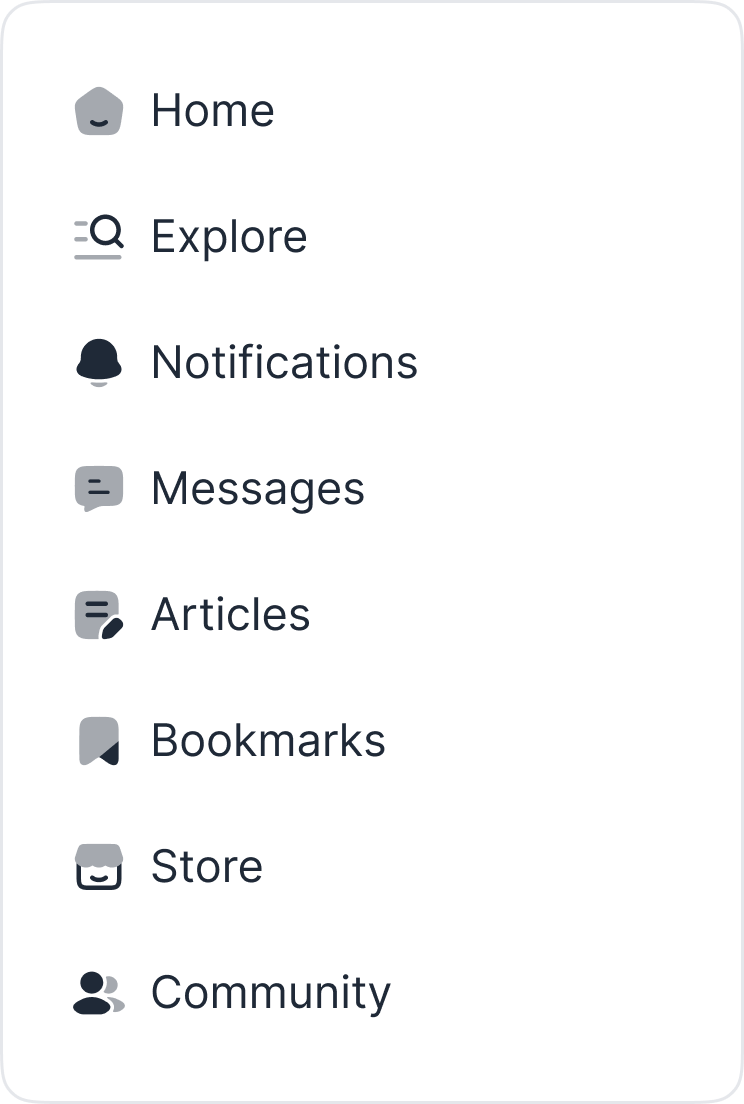 Home
Explore
Notifications
Messages
Articles
Bookmarks
Store
Community